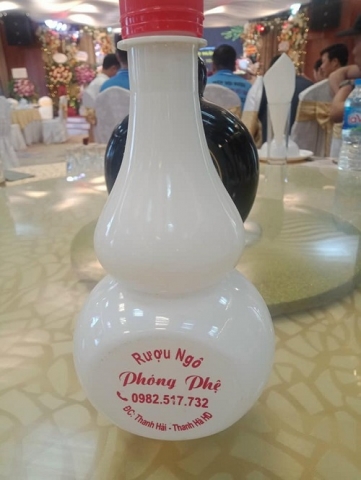 Rượu Ngô
Phòng Phệ
0982.517.732
ĐC: Thanh Hải - Thanh Hà HD